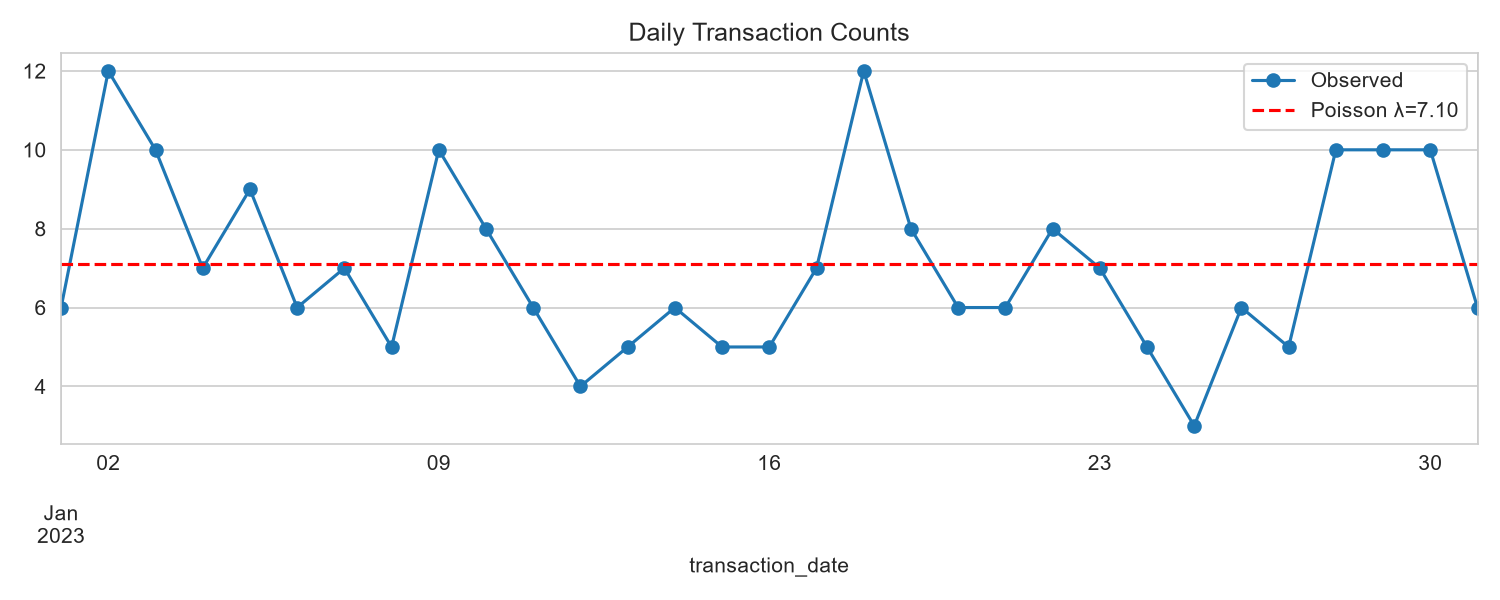 Daily Transaction Counts
12
10
8
6
4
Observed
Poisson λ=7.10
02
09
16
23
30
Jan
2023
transaction_date